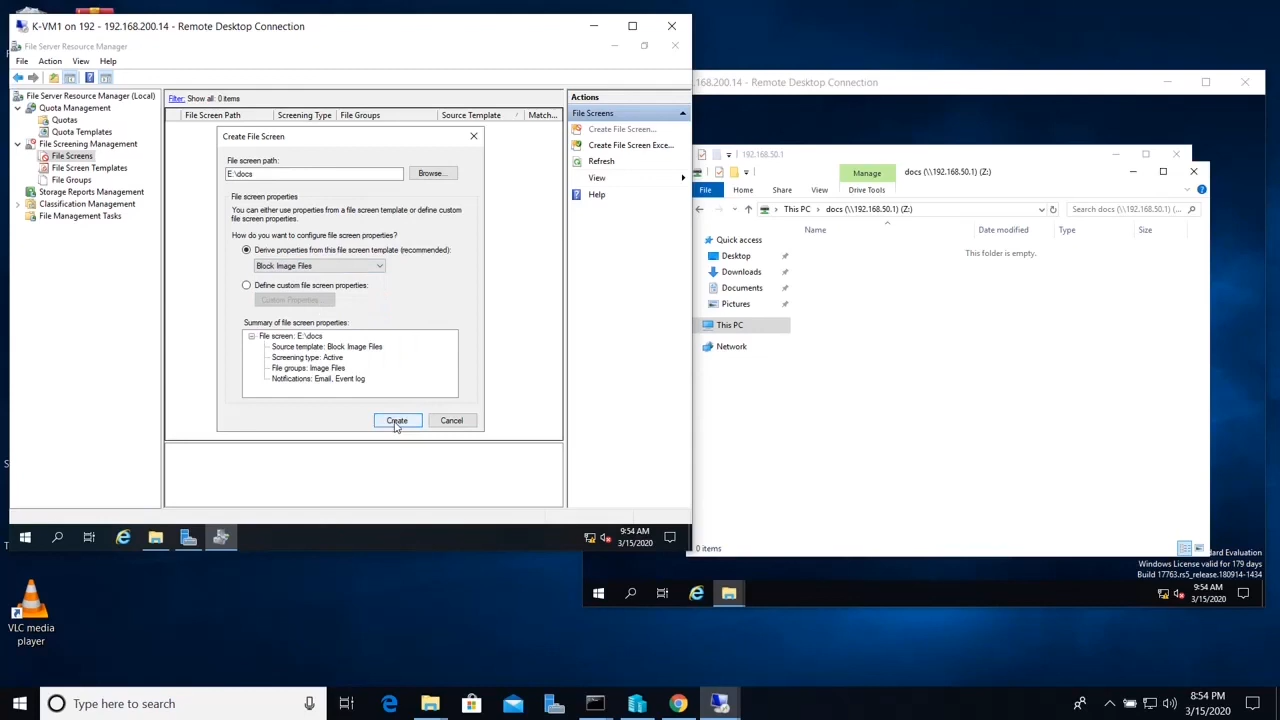 K-VM1 on 192 - 192.168.200.14 - Remote Desktop Connection
File Server Resource Manager
File Action View Help
File Server Resource Manager (Local)
Quota Management
Quotas
Quota Templates
File Screening Management
File Screens
File Screen Templates
File Groups
Storage Reports Management
Classification Management
File Management Tasks
Filter: Show all: 0 items
File Screen Path Screening Type File Groups Source Template Match...
Create File Screen
File screen path:
E:\docs
Browse...
File screen properties
You can either use properties from a file screen template or define custom
file screen properties.
How do you want to configure file screen properties?
Derive properties from this file screen template (recommended):
Block Image Files
Define custom file screen properties:
Custom Properties...
Summary of file screen properties:
File screen: E:\docs
Source template: Block Image Files
Screening type: Active
File groups: Image Files
Notifications: Email, Event log
Create Cancel
Actions
File Screens
Create File Screen...
Create File Screen Exce...
Refresh
View
Help
9:54 AM
3/15/2020
168.200.14 - Remote Desktop Connection
192.168.50.1
Manage docs (\\192.168.50.1) (Z:)
File Home Share View Drive Tools
This PC docs (\\192.168.50.1) (Z:)
Search docs (\\192.168.50.1) (...
Name Date modified Type Size
This folder is empty.
Quick access
Desktop
Downloads
Documents
Pictures
This PC
Network
0 items
dard Evaluation
Windows License valid for 179 days
Build 17763.rs5_release.180914-1434
9:54 AM
3/15/2020
VLC media
player
Type here to search
8:54 PM
3/15/2020